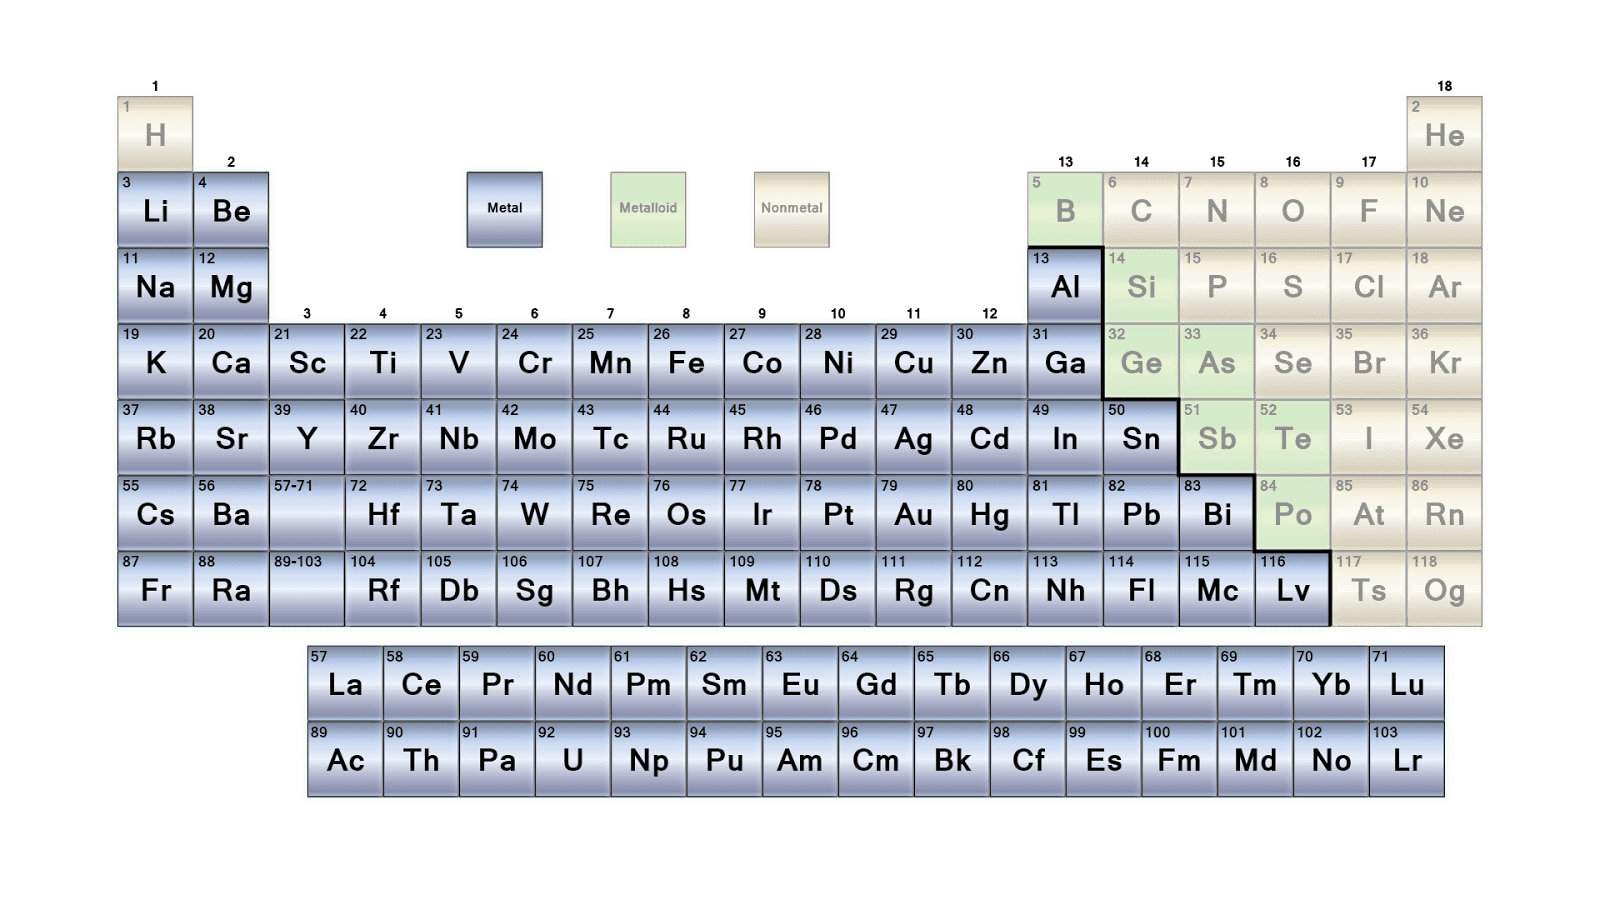 1 18
1 2
H He
2 13 14 15 16 17
3 4 5 6 7 8 9 10
Li Be Metal Metalloid Nonmetal B C N O F Ne
11 12 13 14 15 16 17 18
Na Mg Al Si P S Cl Ar
3 4 5 6 7 8 9 10 11 12
19 20 21 22 23 24 25 26 27 28 29 30 31 32 33 34 35 36
K Ca Sc Ti V Cr Mn Fe Co Ni Cu Zn Ga Ge As Se Br Kr
37 38 39 40 41 42 43 44 45 46 47 48 49 50 51 52 53 54
Rb Sr Y Zr Nb Mo Tc Ru Rh Pd Ag Cd In Sn Sb Te I Xe
55 56 57-71 72 73 74 75 76 77 78 79 80 81 82 83 84 85 86
Cs Ba Hf Ta W Re Os Ir Pt Au Hg Tl Pb Bi Po At Rn
87 88 89-103 104 105 106 107 108 109 110 111 112 113 114 115 116 117 118
Fr Ra Rf Db Sg Bh Hs Mt Ds Rg Cn Nh Fl Mc Lv Ts Og
57 58 59 60 61 62 63 64 65 66 67 68 69 70 71
La Ce Pr Nd Pm Sm Eu Gd Tb Dy Ho Er Tm Yb Lu
89 90 91 92 93 94 95 96 97 98 99 100 101 102 103
Ac Th Pa U Np Pu Am Cm Bk Cf Es Fm Md No Lr